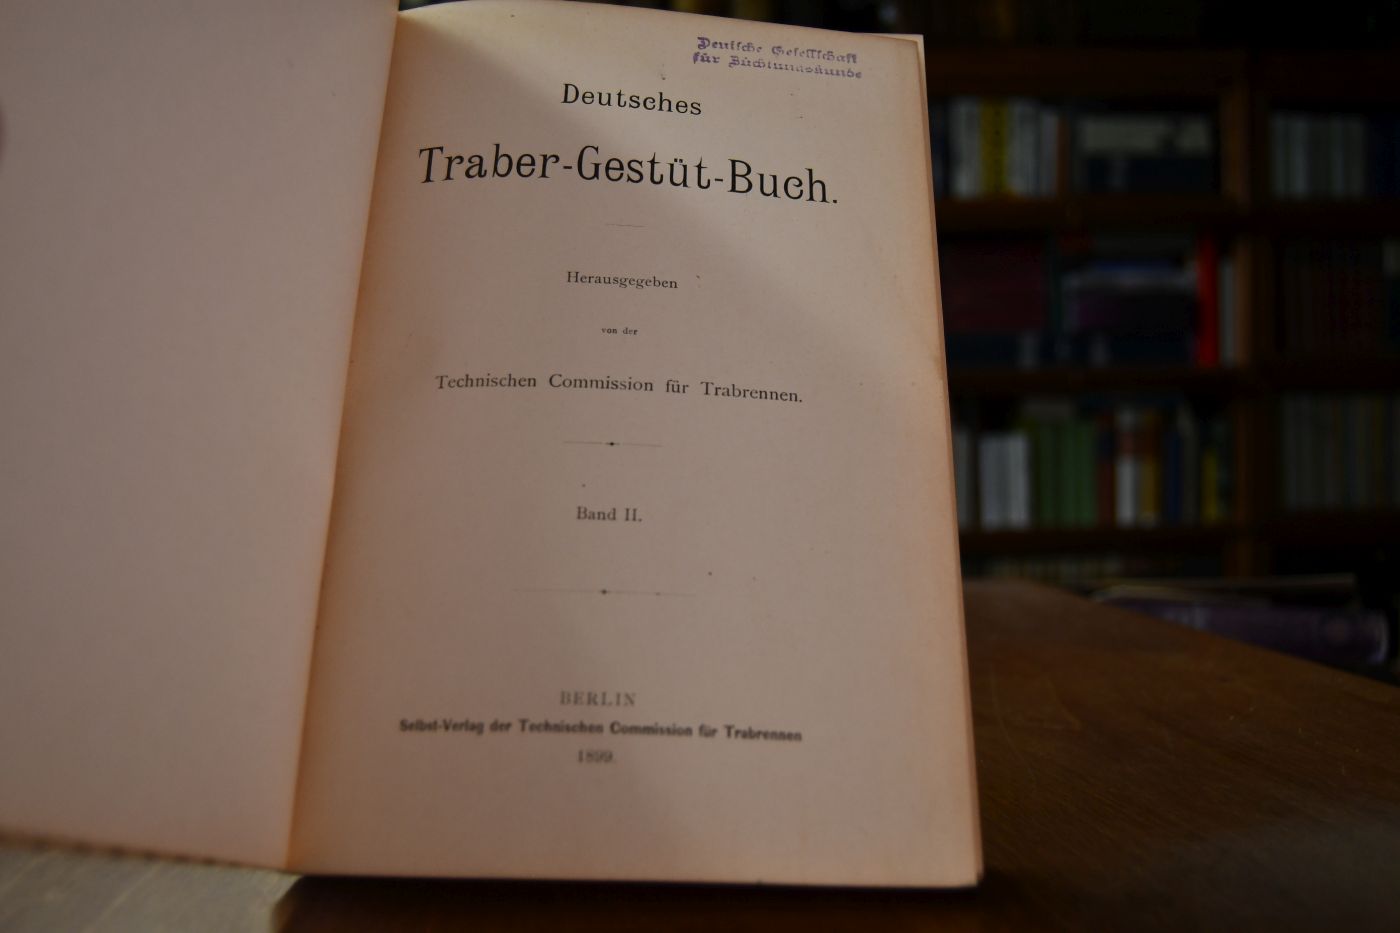 Deutsche Gesellschaft
für Züchtungskunde
Deutsches
Traber-Gestüt-Buch.
Herausgegeben
von der
Technischen Commission für Trabrennen.
Band II.
BERLIN
Selbst-Verlag der Technischen Commission für Trabrennen
1899.